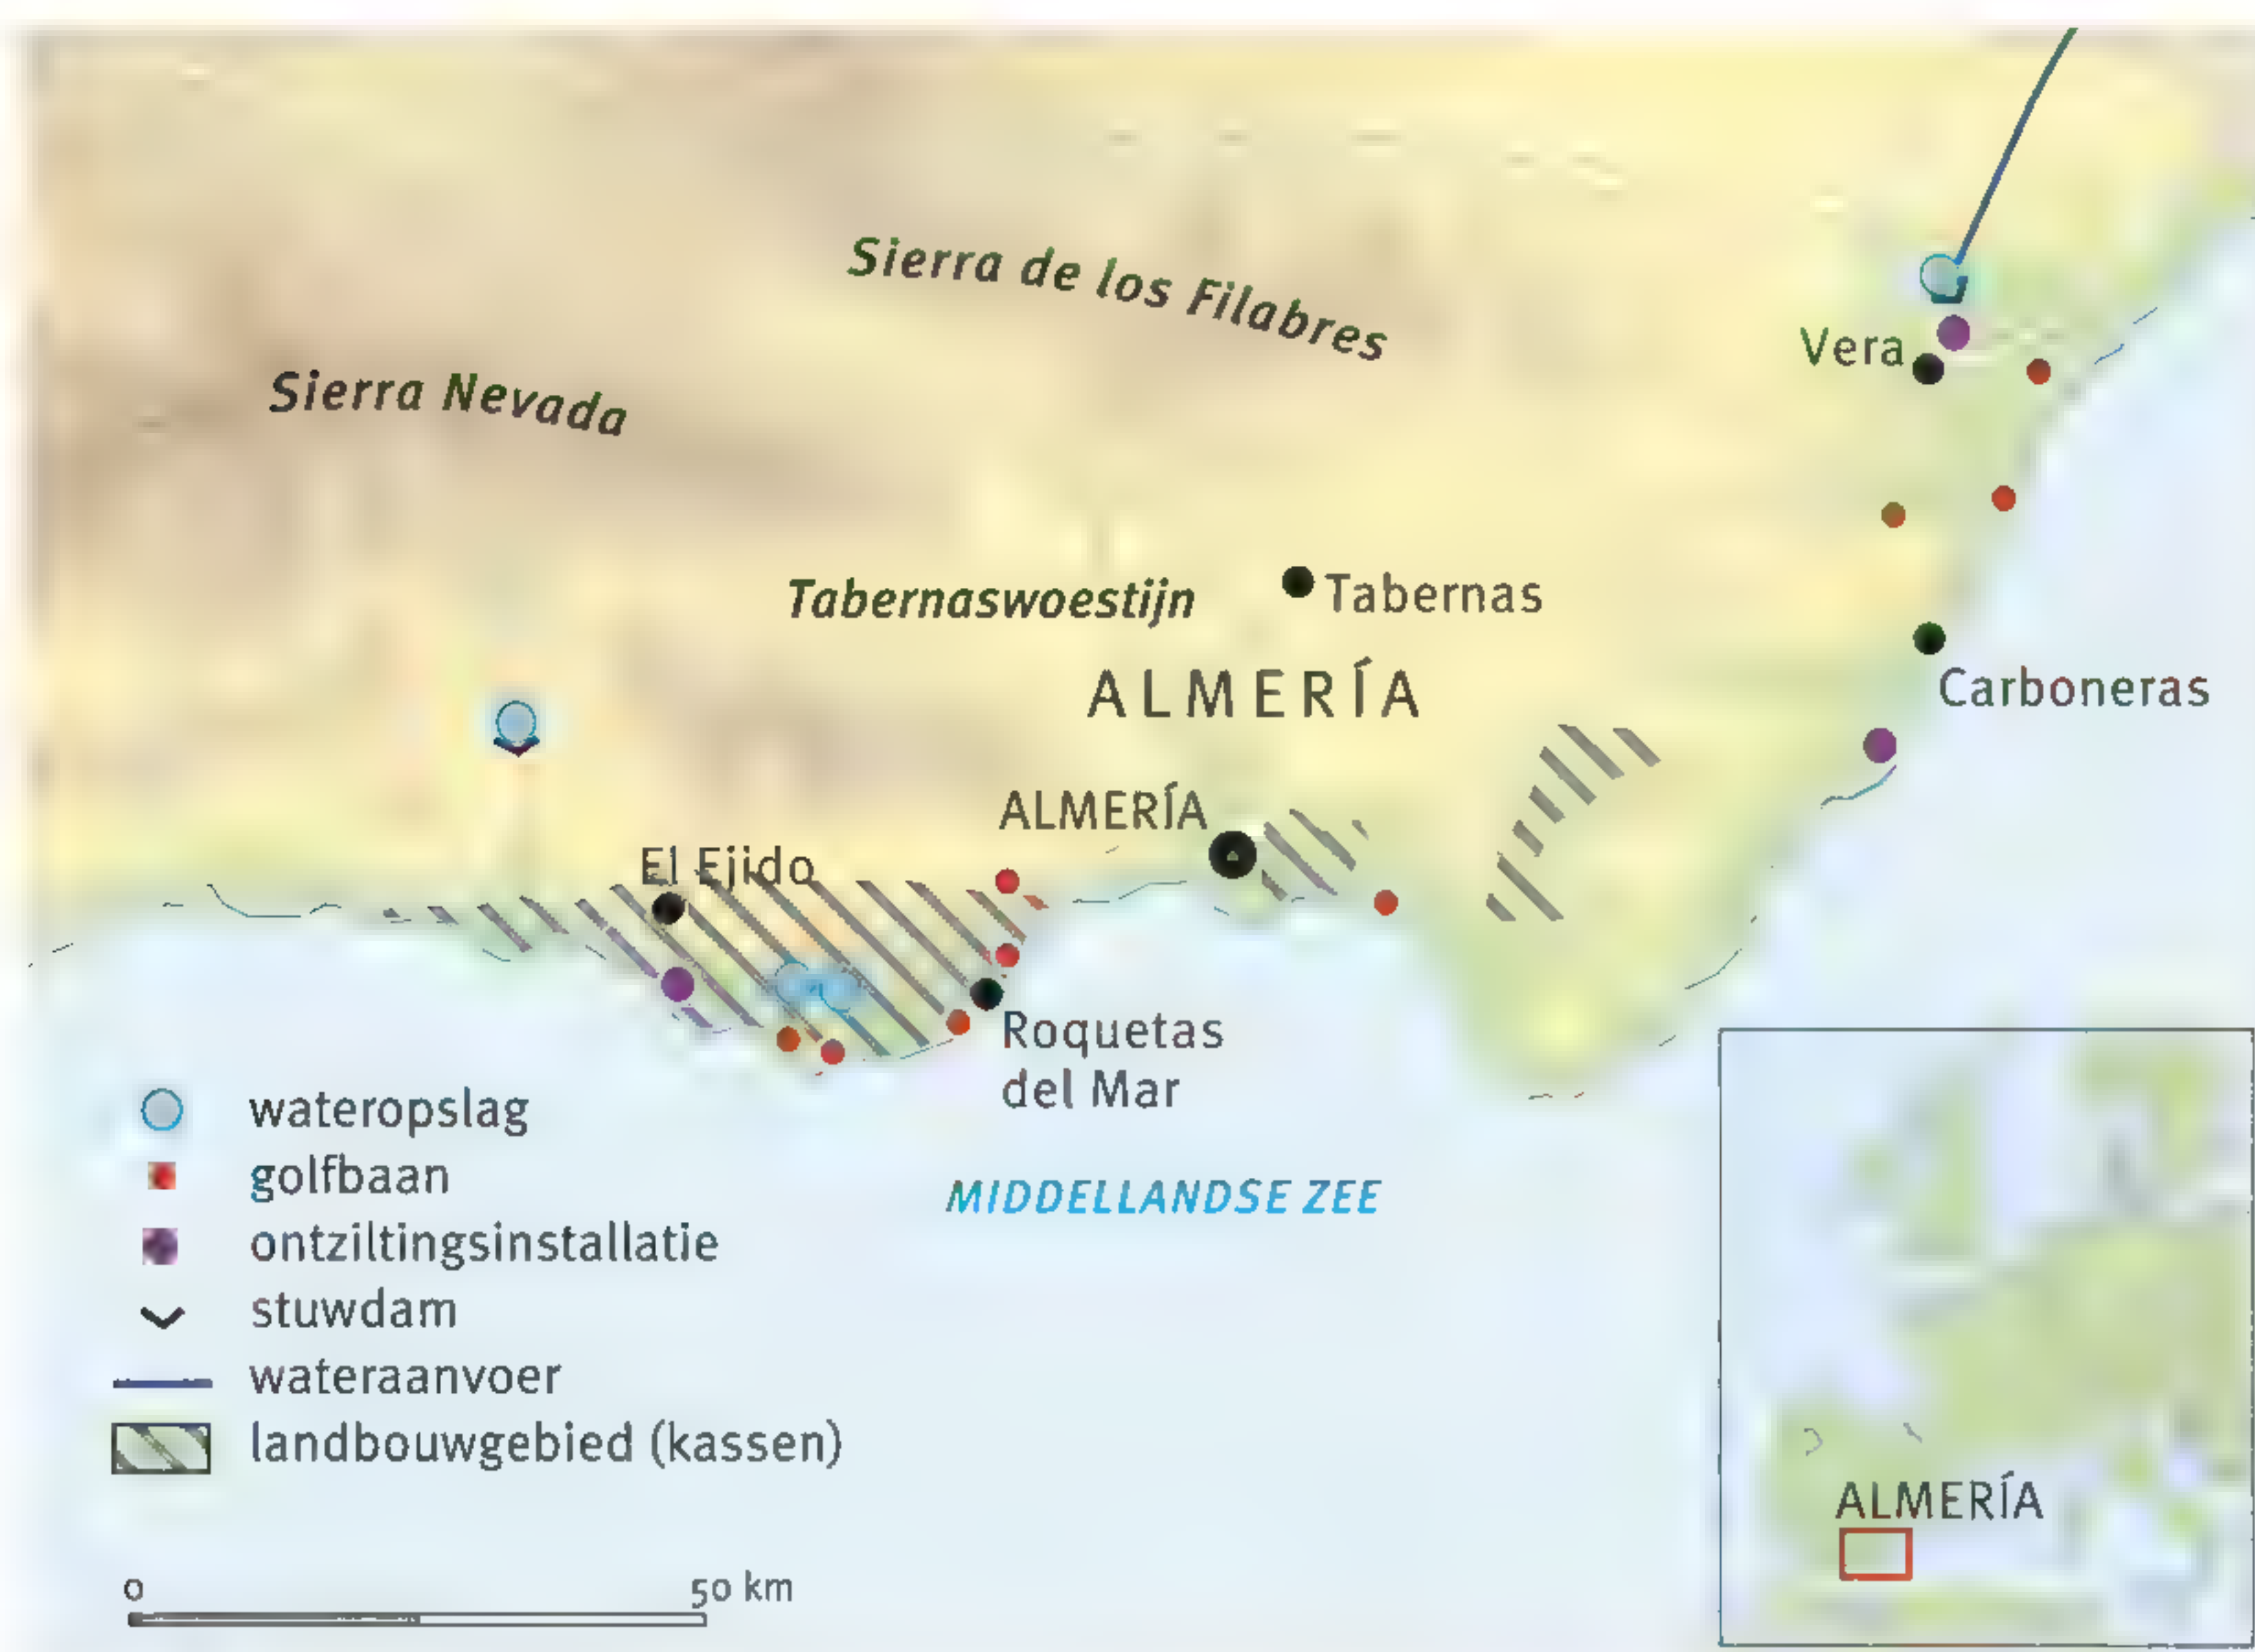 Sierra de los Filabres
Sierra Nevada
Vera
Tabernaswoestijn
Tabernas
ALMERÍA
Carboneras
ALMERÍA
El Ejido
Roquetas
del Mar
MIDDELLANDSE ZEE
wateropslag
golfbaan
ontziltingsinstallatie
stuwdam
wateraanvoer
landbouwgebied (kassen)
0 50 km
ALMERÍA